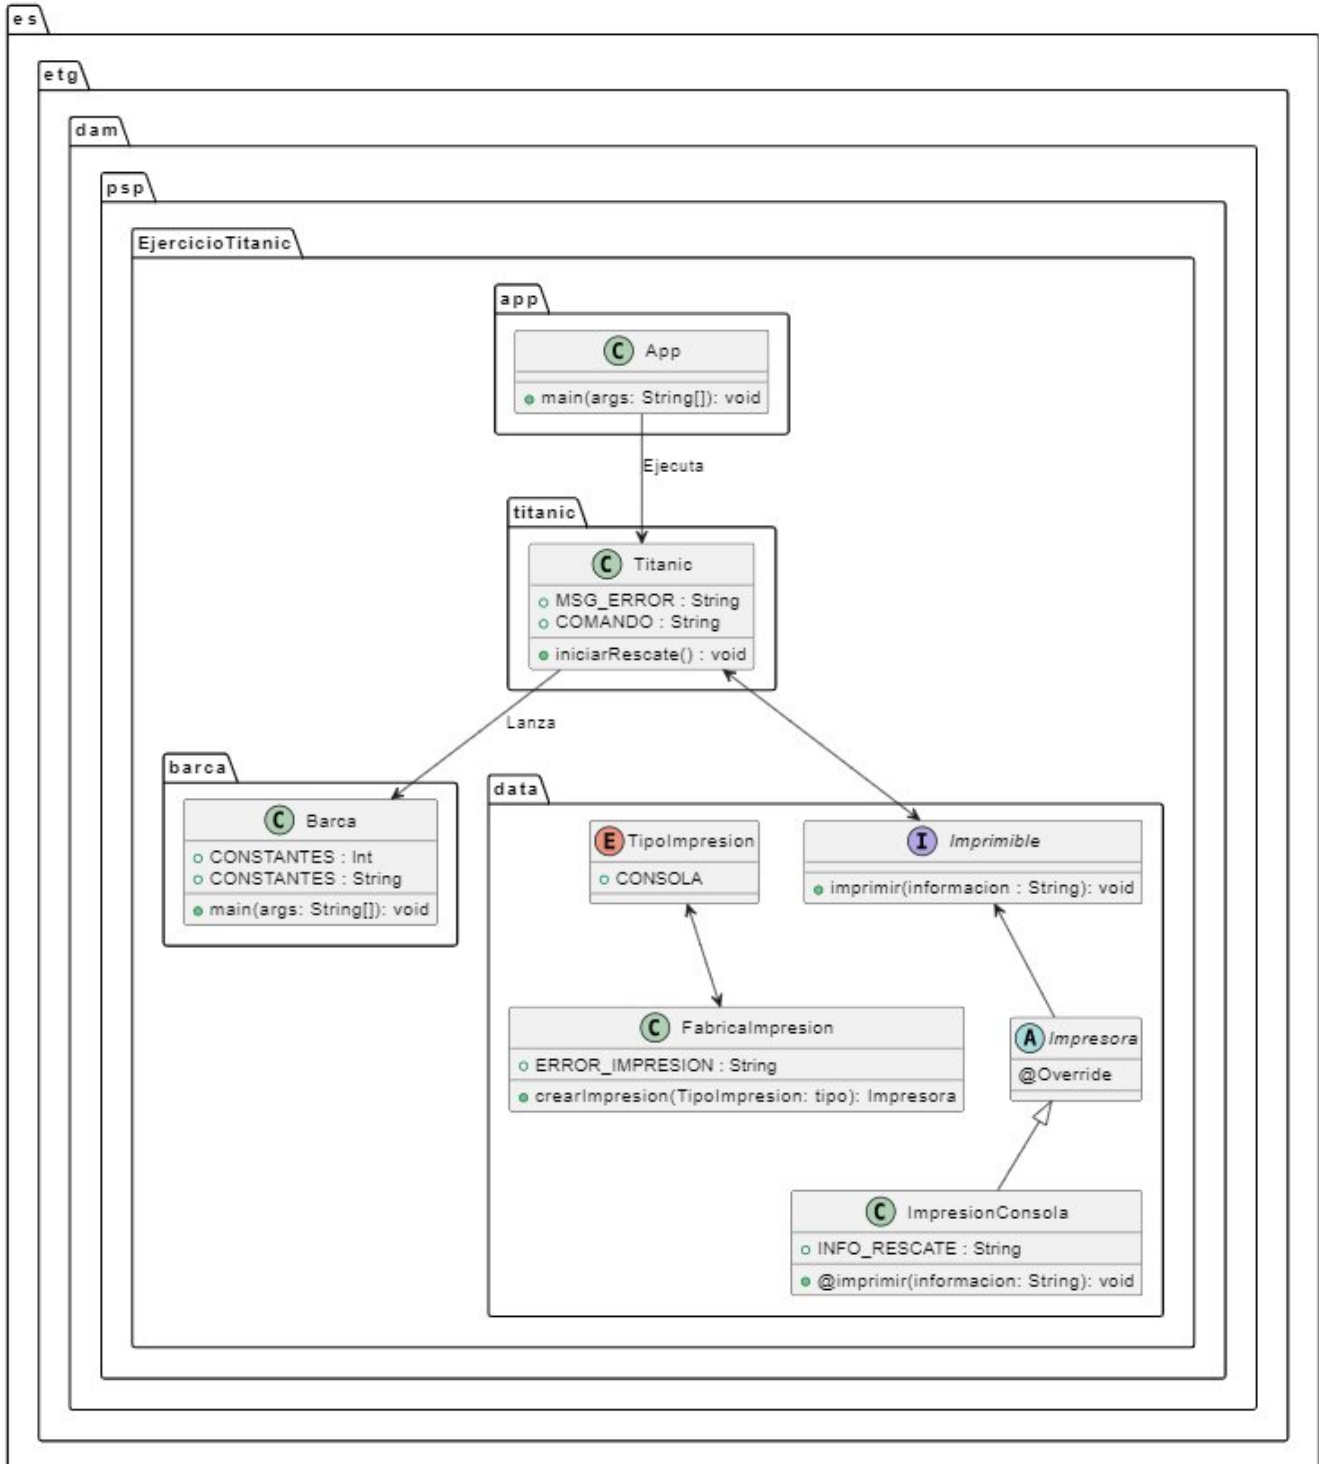 es
etg
dam
psp
EjercicioTitanic
app
C App
main(args: String[]): void
Ejecuta
titanic
C Titanic
MSG_ERROR : String
COMANDO : String
iniciarRescate() : void
Lanza
barca
C Barca
CONSTANTES : Int
CONSTANTES : String
main(args: String[]): void
data
E TipoImpresion
CONSOLA
I Imprimible
imprimir(informacion : String): void
C FabricaImpresion
ERROR_IMPRESION : String
crearImpresion(TipoImpresion: tipo): Impresora
A Impresora
@Override
C ImpresionConsola
INFO_RESCATE : String
@imprimir(informacion: String): void